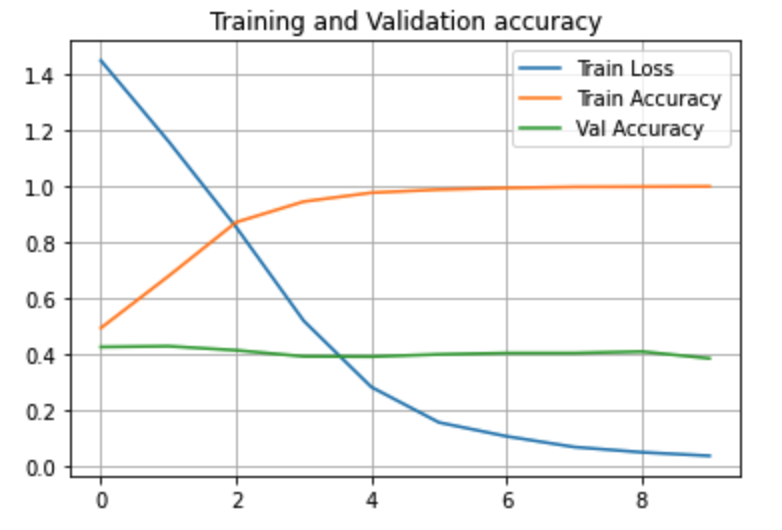 Training and Validation accuracy
Train Loss
Train Accuracy
Val Accuracy
1.4
1.2
1.0
0.8
0.6
0.4
0.2
0.0
0 2 4 6 8